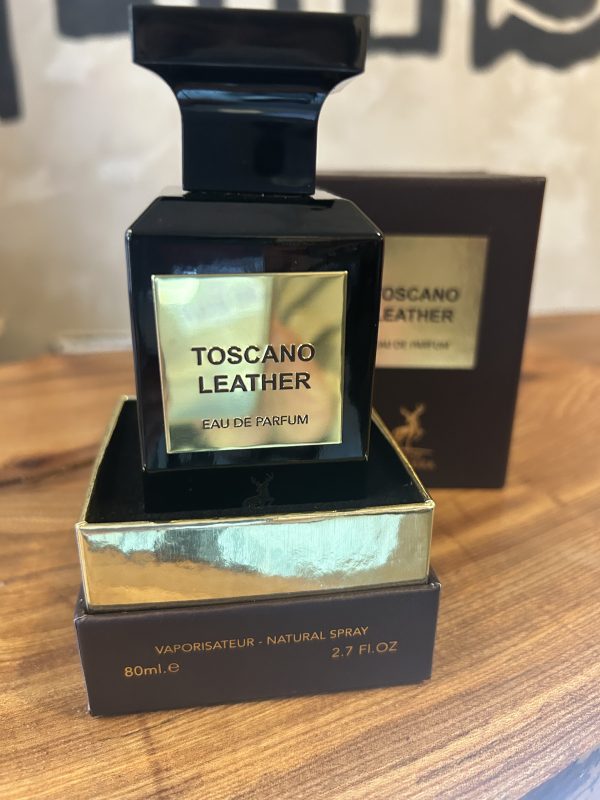 TOSCANO
LEATHER
EAU DE PARFUM
TOSCANO
LEATHER
EAU DE PARFUM
VAPORISATEUR - NATURAL SPRAY
80ml.e
2.7 Fl.OZ